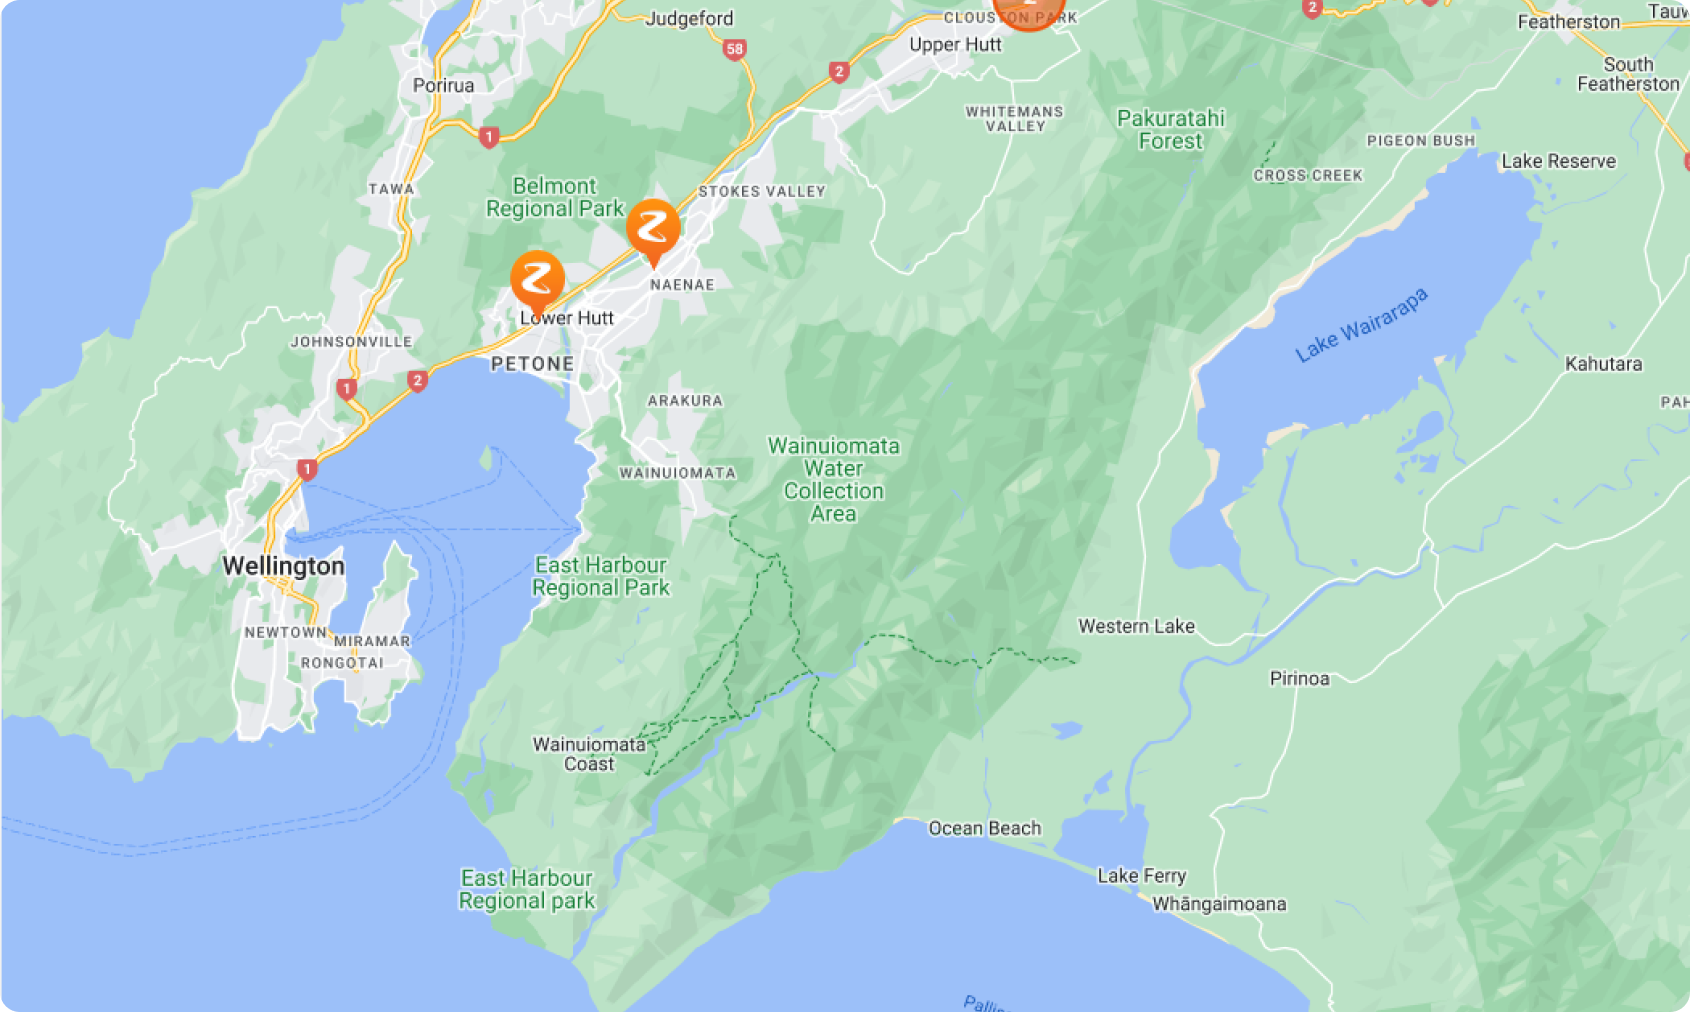 Judgeford
CLOUSTON PARK
2
2
Featherston
Upper Hutt
58
2
South
Featherston
Porirua
WHITEMANS
VALLEY
Pakuratahi
Forest
1
PIGEON BUSH
Lake Reserve
CROSS CREEK
TAWA
Belmont
Regional Park
STOKES VALLEY
Z
Z
NAENAE
Lower Hutt
Lake Wairarapa
JOHNSONVILLE
PETONE
Kahutara
1
2
ARAKURA
Wainuiomata
Water
Collection
Area
WAINUIOMATA
1
Wellington
East Harbour
Regional Park
NEWTOWN
MIRAMAR
RONGOTAI
Western Lake
Pirinoa
Wainuiomata
Coast
Ocean Beach
Lake Ferry
Whāngaimoana
East Harbour
Regional park